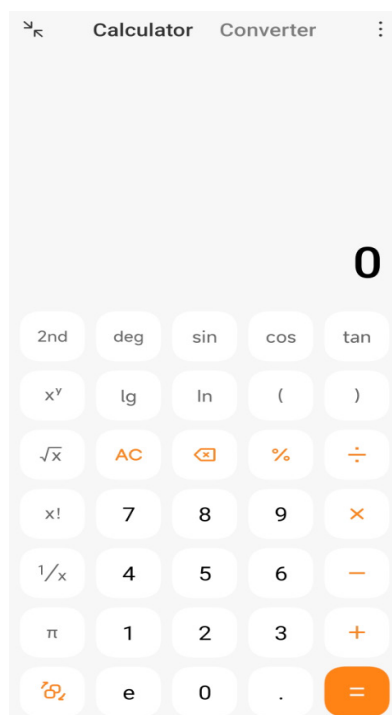 Calculator Converter
0
2nd deg sin cos tan
xʸ lg ln ( )
√x AC % ÷
x! 7 8 9 ×
1/x 4 5 6 −
π 1 2 3 +
e 0 . =